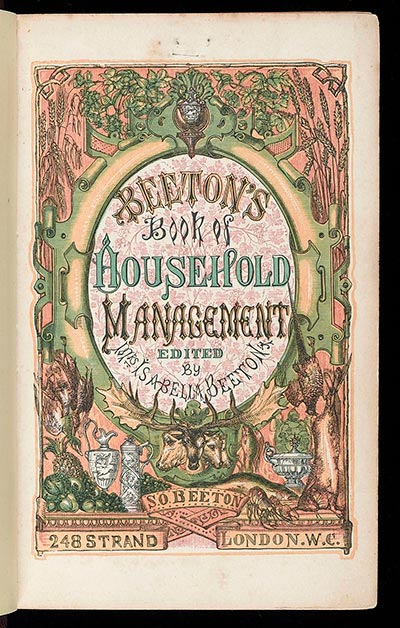 BEETON'S
Book of
HOUSEHOLD
MANAGEMENT
EDITED
BY
MRS ISABELLA BEETON
S.O. BEETON
248 STRAND LONDON. W.C.